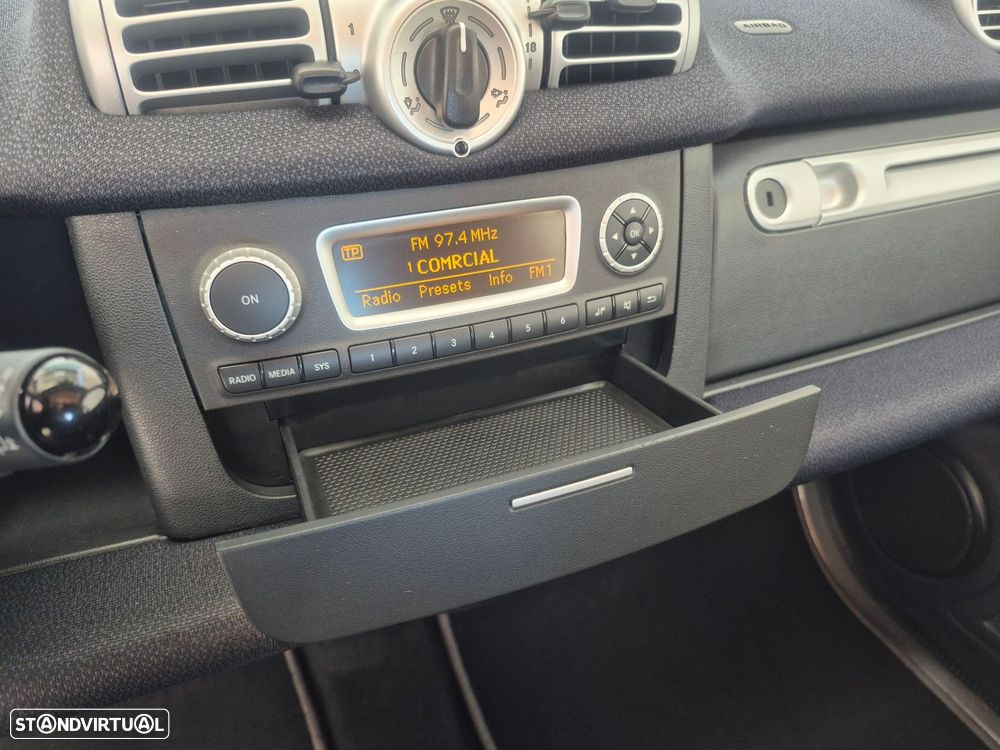 1
18
AIRBAG
TP
FM 97.4 MHz
1 COMRCIAL
Radio Presets Info FM1
ON
OK
RADIO MEDIA SYS 1 2 3 4 5 6
STANDVIRTUAL